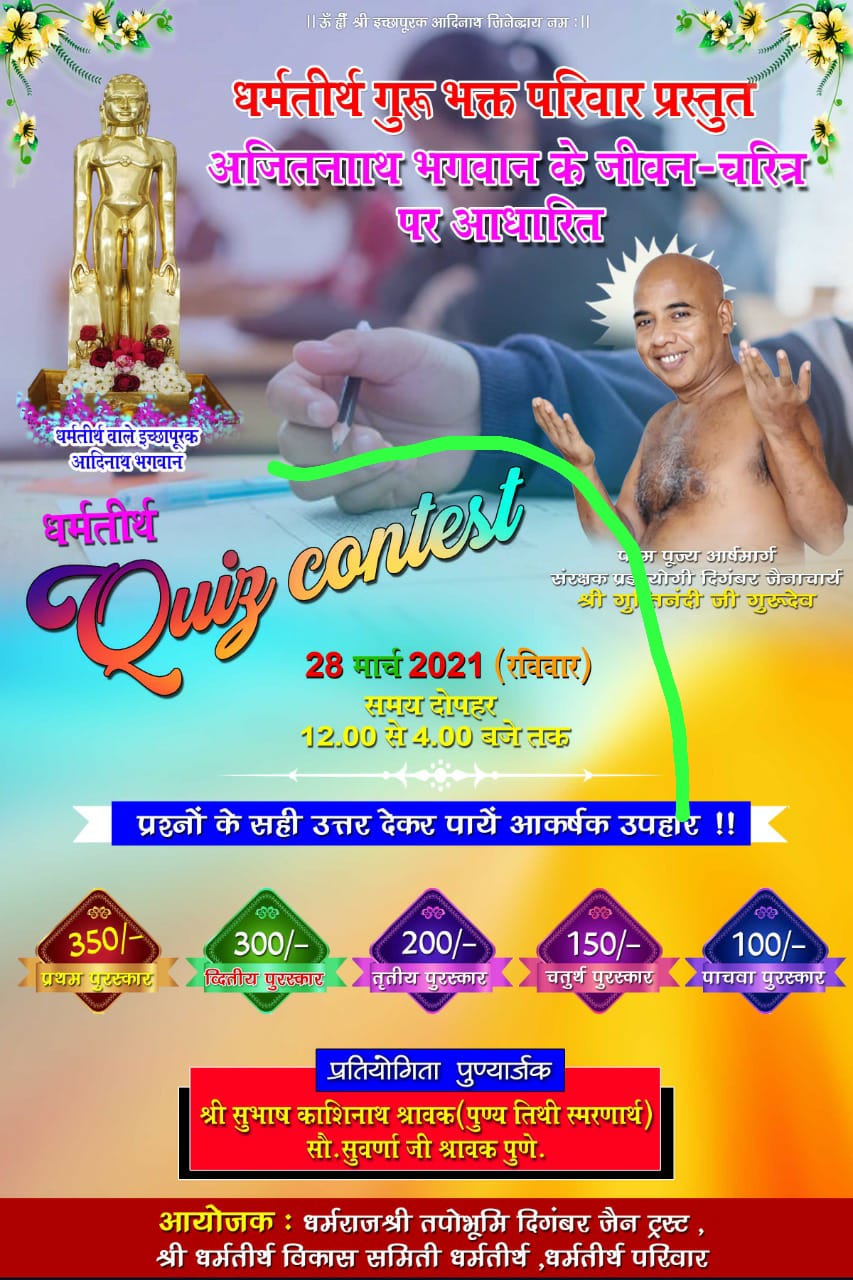 || ॐ ह्रीं श्री इच्छापूरक आदिनाथ जिनेन्द्राय नम :||
धर्मतीर्थ गुरू भक्त परिवार प्रस्तुत
अजितनााथ भगवान के जीवन-चरित्र
पर आधारित
धर्मतीर्थ वाले इच्छापूरक
आदिनाथ भगवान
धर्मतीर्थ
Quiz contest
पूज्य आर्षमार्ग
संरक्षक योगी दिगंबर जैनाचार्य
श्री जी गुरूदेव
28 मार्च 2021 (रविवार)
समय दोपहर
12.00 से 4.00 बजे तक
प्रश्नों के सही उत्तर देकर पायें आकर्षक उपहार !!
350/- 300/- 200/- 150/- 100/-
प्रथम पुरस्कार व्दितीय पुरस्कार तृतीय पुरस्कार चतुर्थ पुरस्कार पाचवा पुरस्कार
प्रतियोगिता पुण्यार्जक
श्री सुभाष काशिनाथ श्रावक(पुण्य तिथी स्मरणार्थ)
सौ.सुवर्णा जी श्रावक पुणे.
आयोजक : धर्मराजश्री तपोभूमि दिगंबर जैन ट्रस्ट ,
श्री धर्मतीर्थ विकास समिती धर्मतीर्थ ,धर्मतीर्थ परिवार